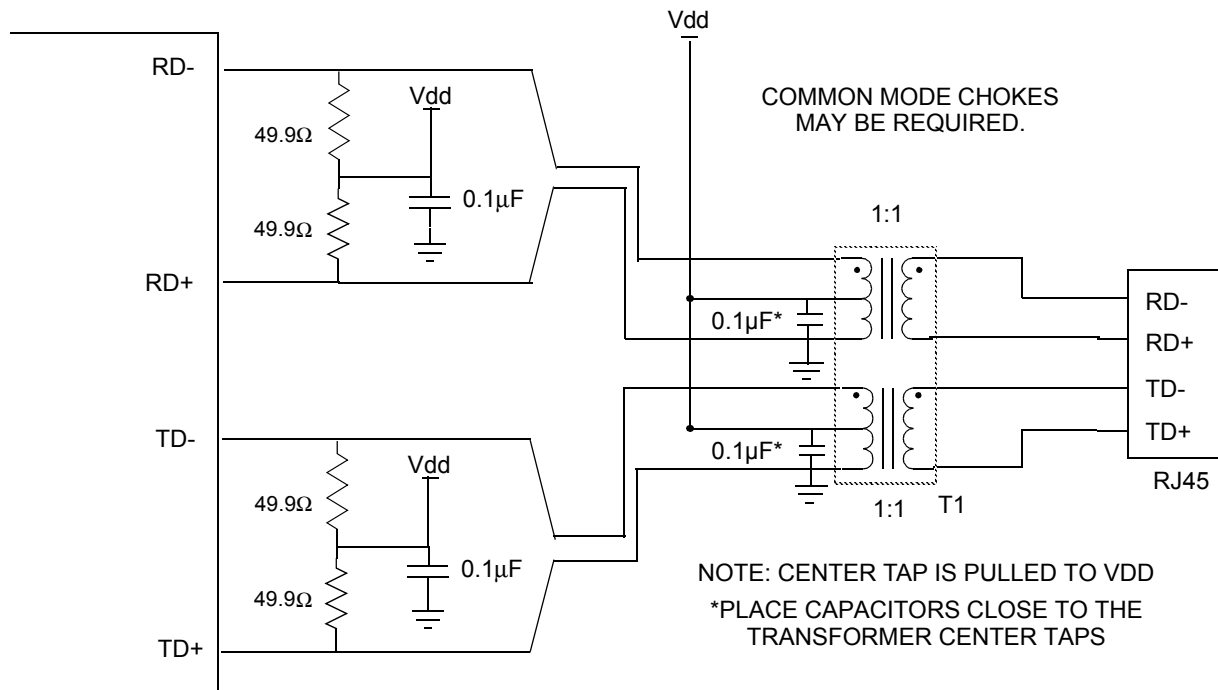 Vdd
RD-
Vdd
COMMON MODE CHOKES
MAY BE REQUIRED.
49.9Ω
0.1μF
49.9Ω
1:1
RD+
0.1μF*
RD-
RD+
TD-
TD+
RJ45
TD-
Vdd
0.1μF*
1:1
T1
49.9Ω
0.1μF
49.9Ω
TD+
NOTE: CENTER TAP IS PULLED TO VDD
*PLACE CAPACITORS CLOSE TO THE
TRANSFORMER CENTER TAPS